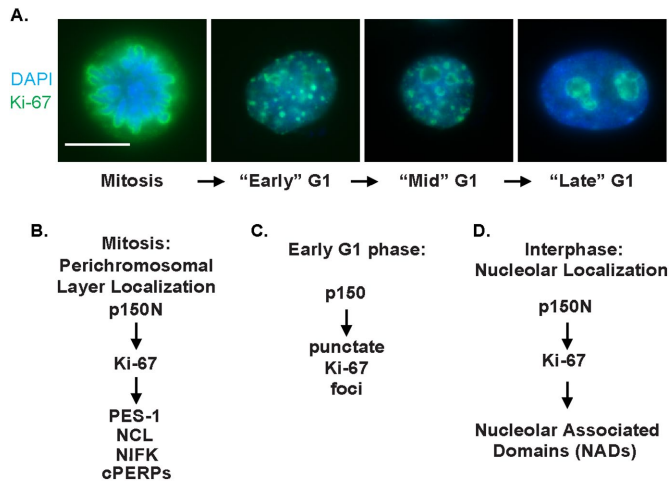 A.
DAPI
Ki-67
Mitosis → "Early" G1 → "Mid" G1 → "Late" G1
B.
Mitosis:
Perichromosomal
Layer Localization
p150N
Ki-67
PES-1
NCL
NIFK
cPERPs
C.
Early G1 phase:
p150
punctate
Ki-67
foci
D.
Interphase:
Nucleolar Localization
p150N
Ki-67
Nucleolar Associated
Domains (NADs)